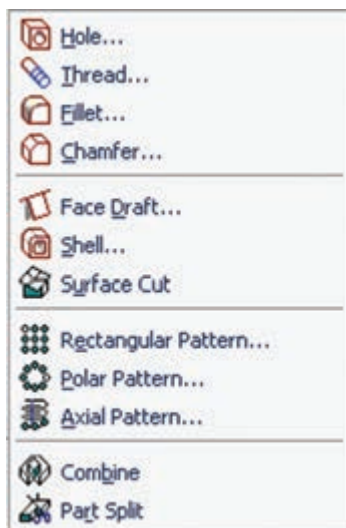 Hole...
Thread...
Fillet...
Chamfer...
Face Draft...
Shell...
Surface Cut
Rectangular Pattern...
Polar Pattern...
Axial Pattern...
Combine
Part Split